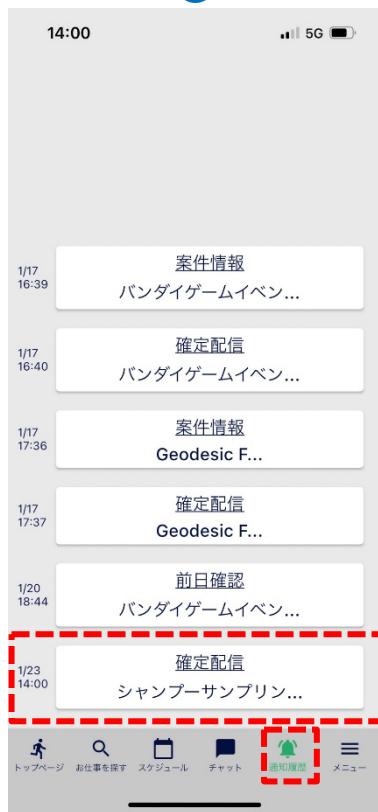 14:00
5G
案件情報
1/17
16:39
バンダイゲームイベン...
確定配信
1/17
16:40
バンダイゲームイベン...
案件情報
1/17
17:36
Geodesic F...
確定配信
1/17
17:37
Geodesic F...
前日確認
1/20
18:44
バンダイゲームイベン...
確定配信
1/23
14:00
シャンプーサンプリン...
トップページ お仕事を探す スケジュール チャット 通知履歴 メニュー